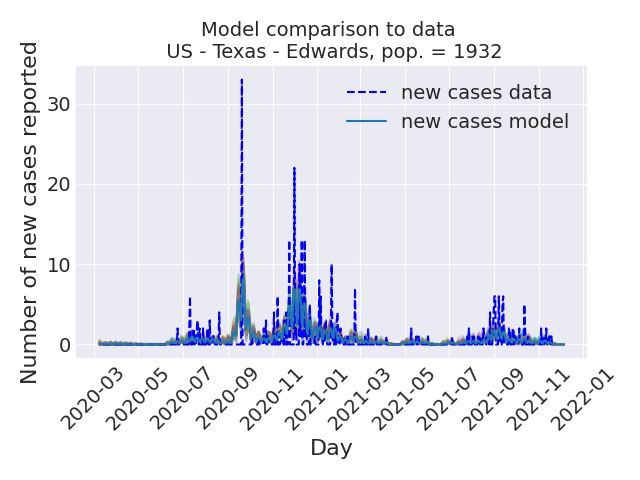 Model comparison to data
US - Texas - Edwards, pop. = 1932
Number of new cases reported
30
20
10
0
new cases data
new cases model
2020-03
2020-05
2020-07
2020-09
2020-11
2021-01
2021-03
2021-05
2021-07
2021-09
2021-11
2022-01
Day